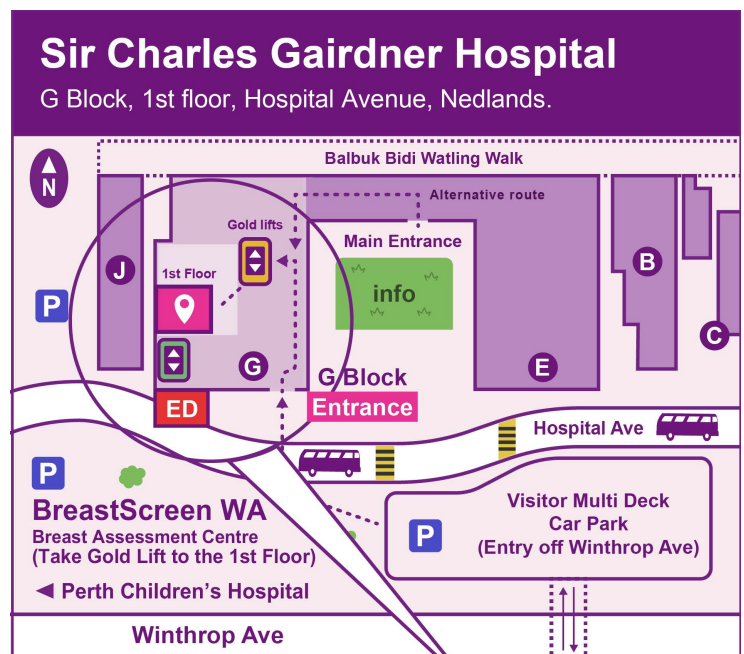 Sir Charles Gairdner Hospital
G Block, 1st floor, Hospital Avenue, Nedlands.
Balbuk Bidi Watling Walk
N
Alternative route
Gold lifts
Main Entrance
J
1st Floor
B
P
info
C
G
E
G Block
ED
Entrance
Hospital Ave
P
BreastScreen WA
Breast Assessment Centre
(Take Gold Lift to the 1st Floor)
P
Visitor Multi Deck
Car Park
(Entry off Winthrop Ave)
Perth Children's Hospital
Winthrop Ave